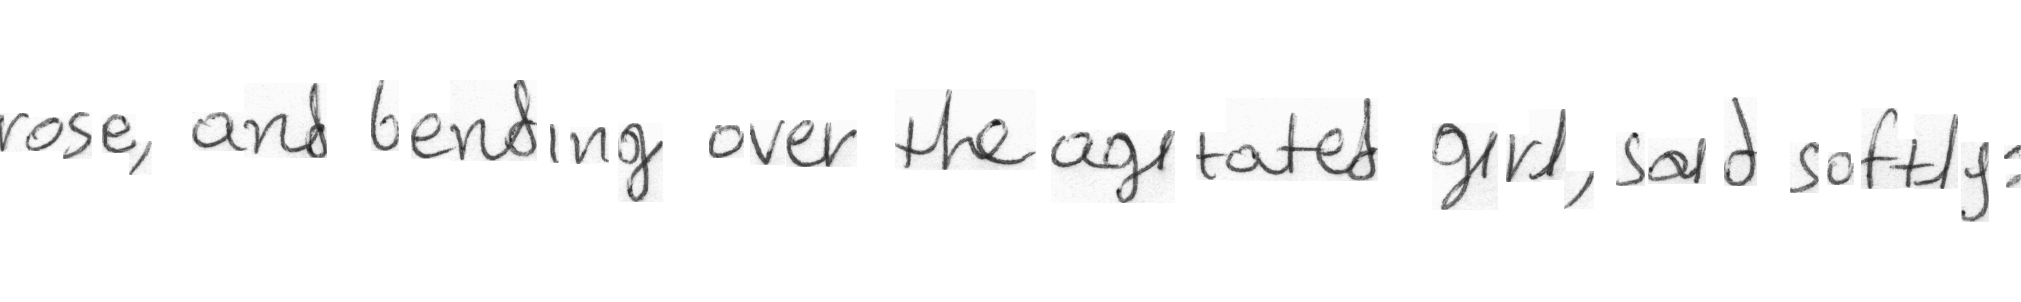 rose, and bending over the agitated girl, said softly: